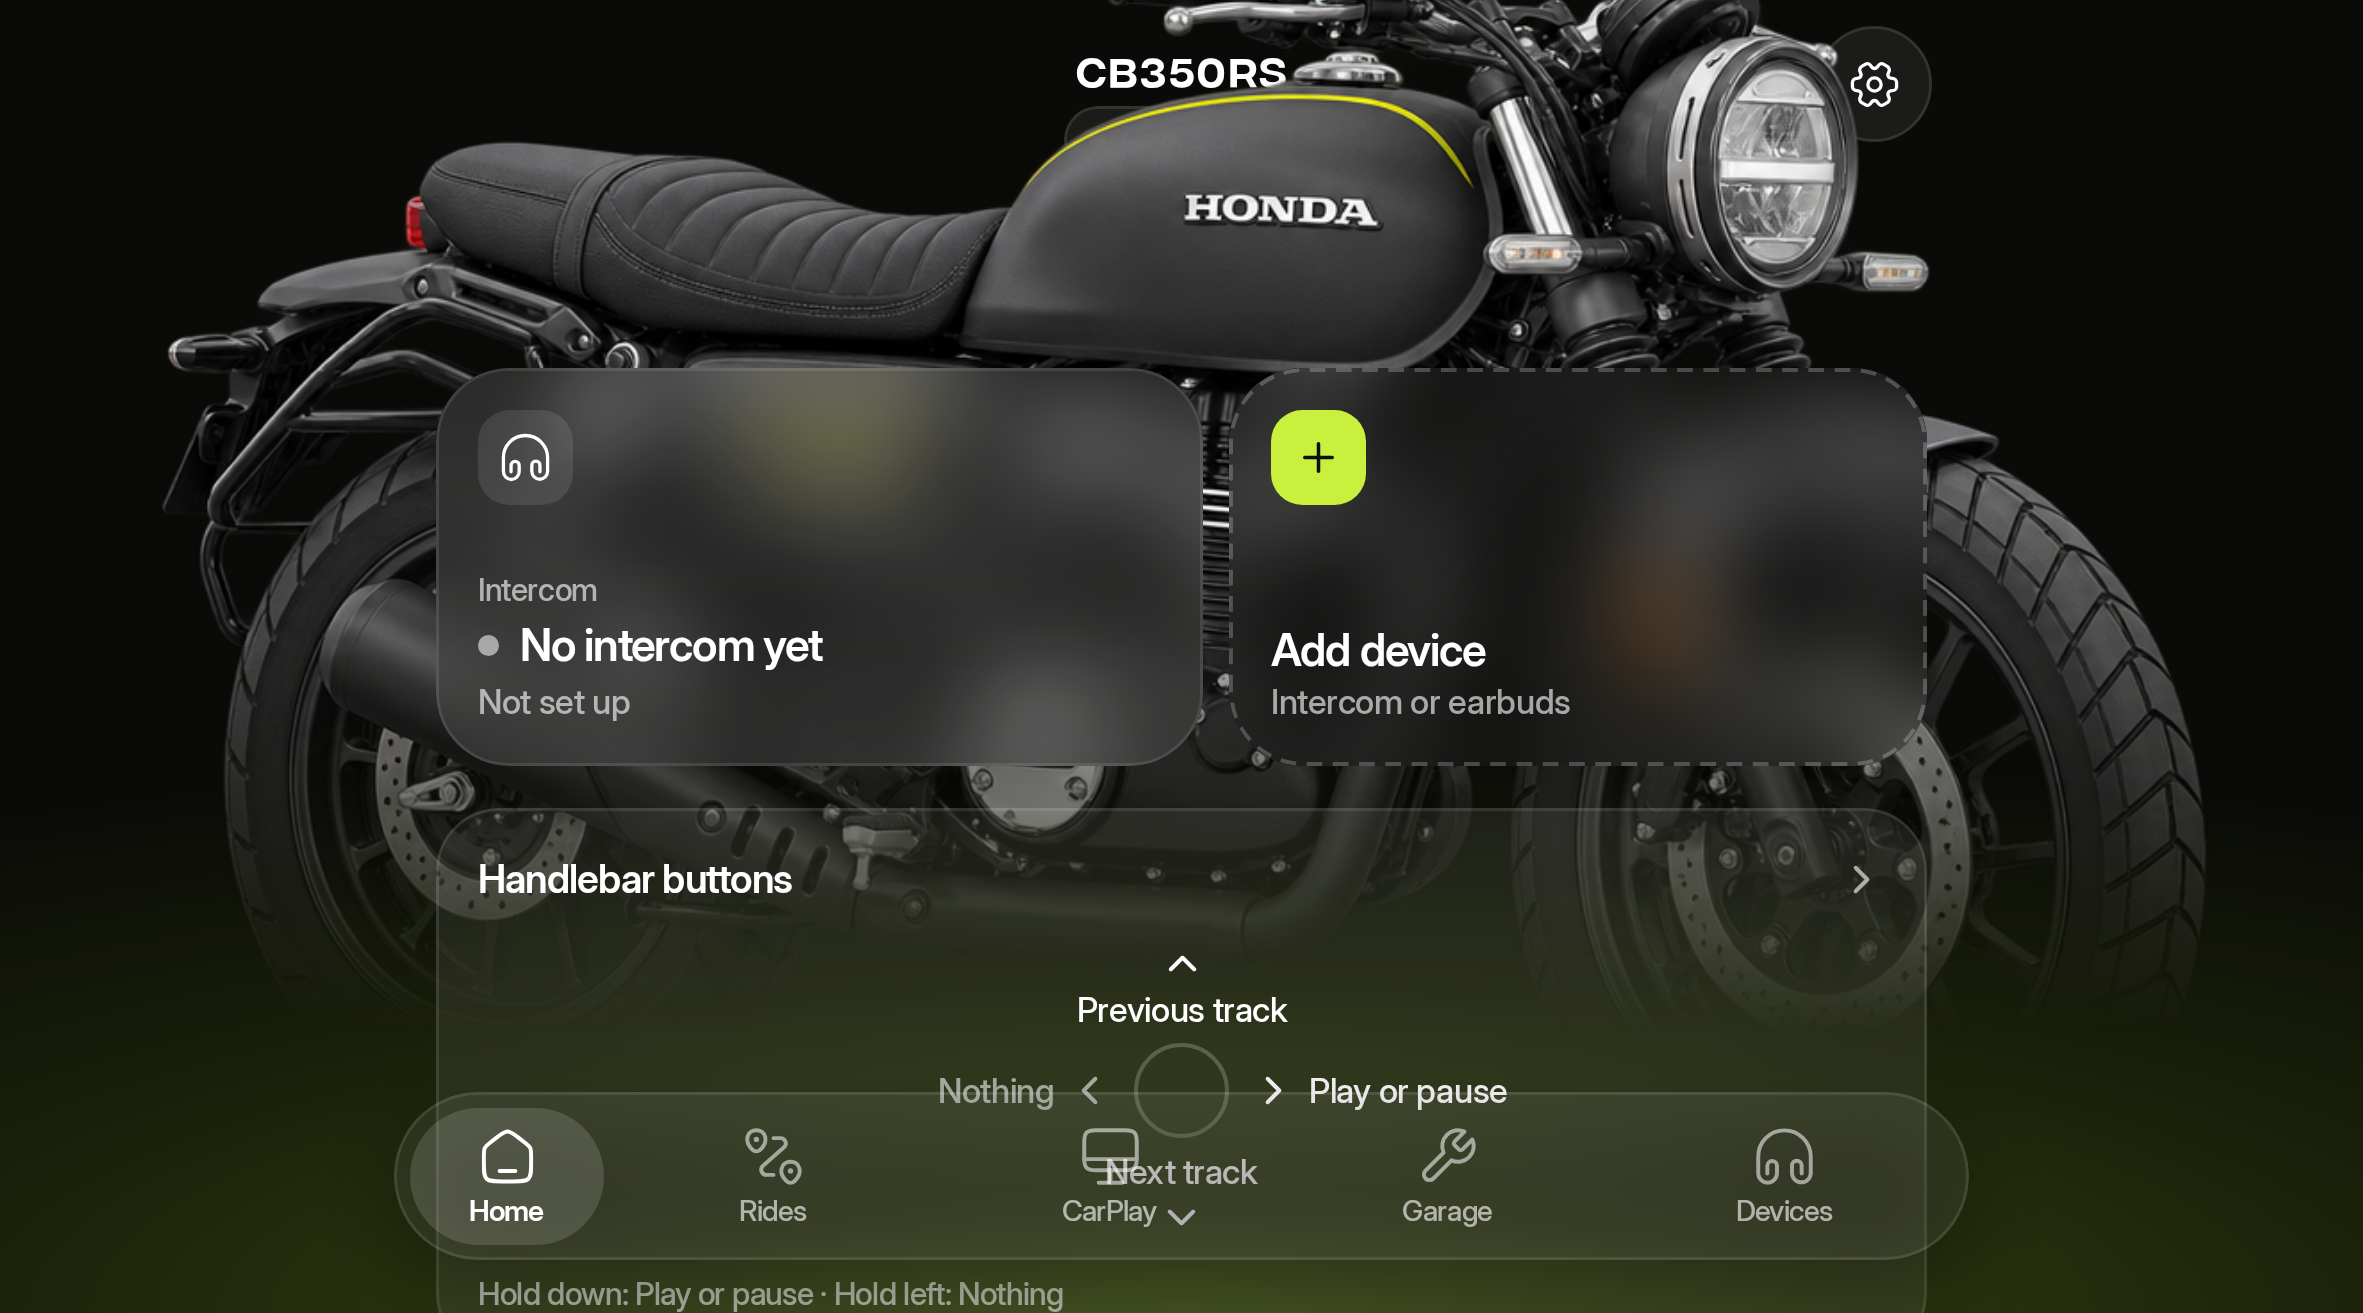 CB350RS
HONDA
Intercom
No intercom yet
Not set up
Add device
Intercom or earbuds
Handlebar buttons
Previous track
Nothing
Play or pause
Next track
Home
Rides
CarPlay
Garage
Devices
Hold down: Play or pause · Hold left: Nothing